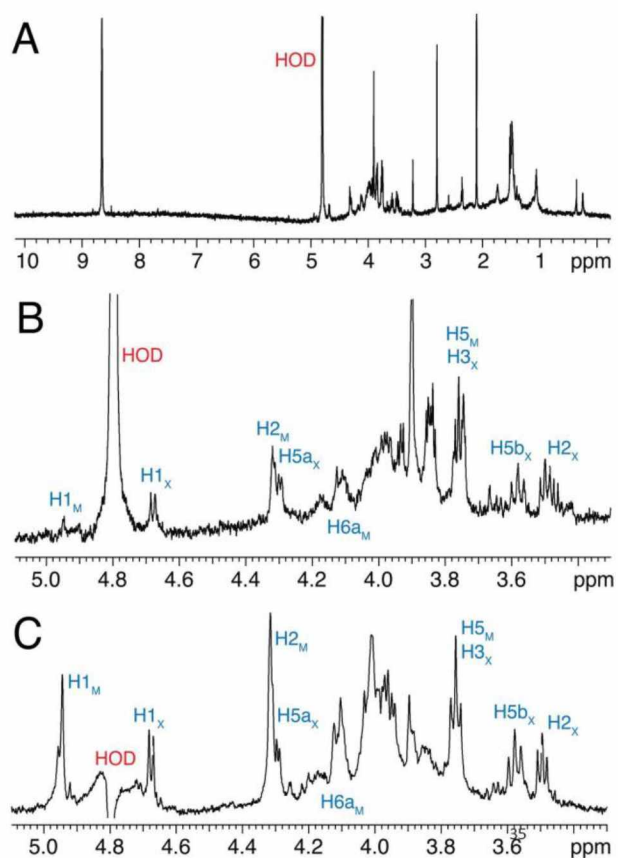 A
HOD
10 9 8 7 6 5 4 3 2 1 ppm
B
HOD
H5M
H3X
H2M
H5aX
H1M
H1X
H5bX
H2X
H6aM
5.0 4.8 4.6 4.4 4.2 4.0 3.8 3.6 ppm
C
H2M
H5M
H3X
H1M
H5aX
H1X
HOD
H5bX
H2X
H6aM
35
5.0 4.8 4.6 4.4 4.2 4.0 3.8 3.6 ppm